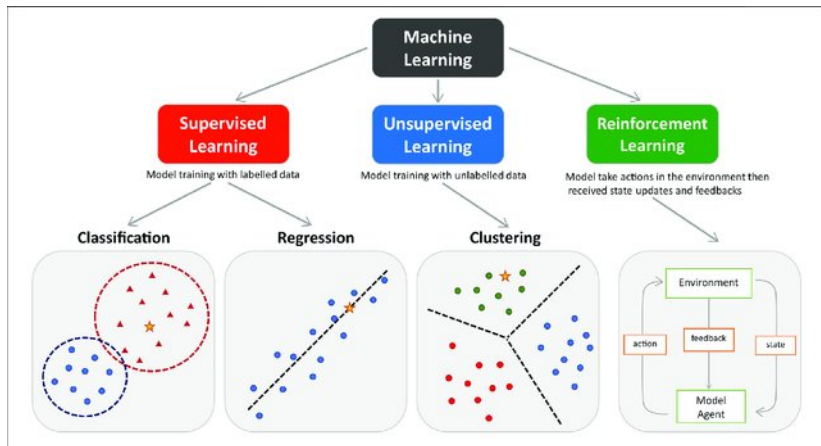 Machine
Learning
Supervised
Learning
Unsupervised
Learning
Reinforcement
Learning
Model training with labelled data
Model training with unlabelled data
Model take actions in the environment then
received state updates and feedbacks
Classification
Regression
Clustering
Environment
action
feedback
state
Model
Agent